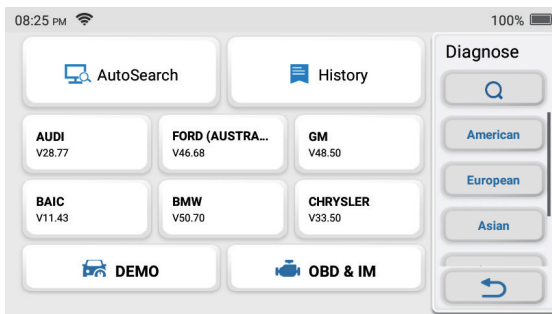 08:25 PM
100%
AutoSearch
History
AUDI
V28.77
FORD (AUSTRA...
V46.68
GM
V48.50
BAIC
V11.43
BMW
V50.70
CHRYSLER
V33.50
DEMO
OBD & IM
Diagnose
American
European
Asian